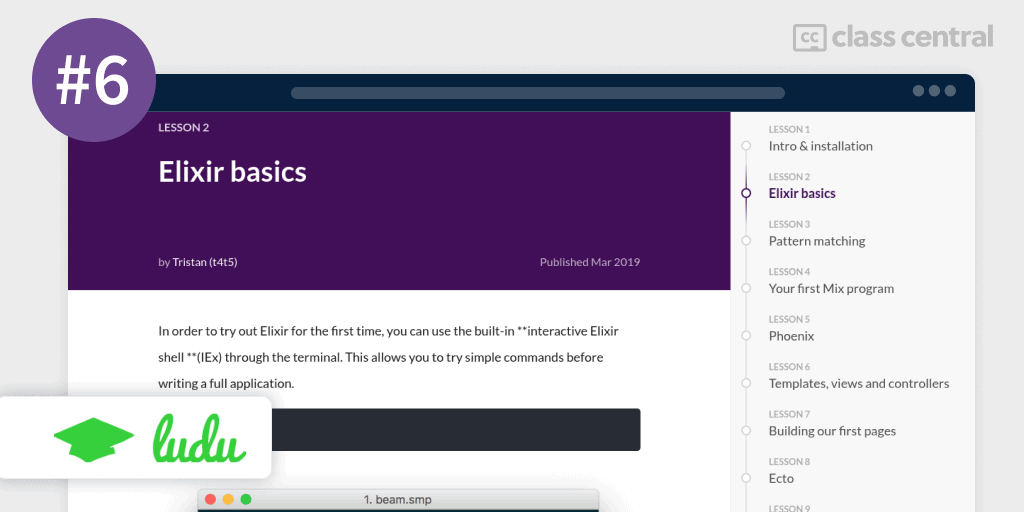 #6
class central
LESSON 2
Elixir basics
by Tristan (t4t5)
Published Mar 2019
In order to try out Elixir for the first time, you can use the built-in **interactive Elixir
shell **(IEx) through the terminal. This allows you to try simple commands before
writing a full application.
ludu
1. beam.smp
LESSON 1
Intro & installation
LESSON 2
Elixir basics
LESSON 3
Pattern matching
LESSON 4
Your first Mix program
LESSON 5
Phoenix
LESSON 6
Templates, views and controllers
LESSON 7
Building our first pages
LESSON 8
Ecto
LESSON 9